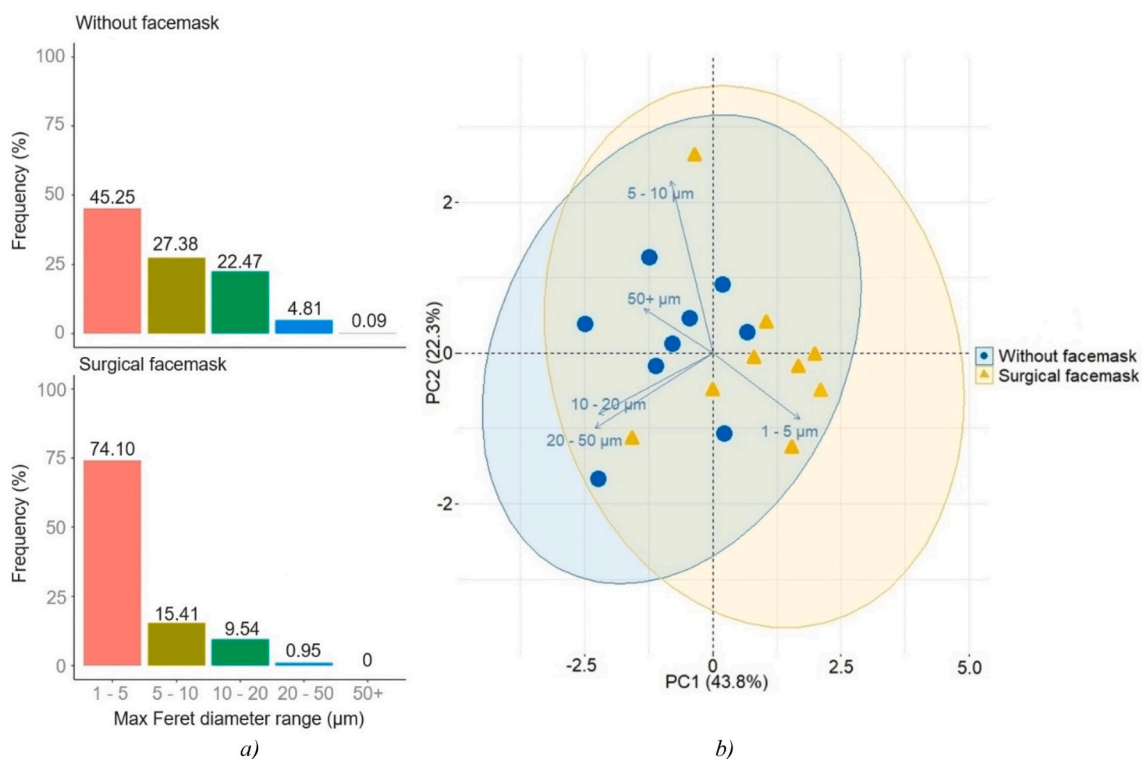 Without facemask
Frequency (%)
100
75
50
25
0
45.25
27.38
22.47
4.81
0.09
Surgical facemask
Frequency (%)
100
75
50
25
0
74.10
15.41
9.54
0.95
0
1 - 5
5 - 10
10 - 20
20 - 50
50+
Max Feret diameter range (μm)
a)
PC2 (22.3%)
2
0
-2
5 - 10 μm
50+ μm
10 - 20 μm
20 - 50 μm
1 - 5 μm
-2.5
0
2.5
5.0
PC1 (43.8%)
Without facemask
Surgical facemask
b)